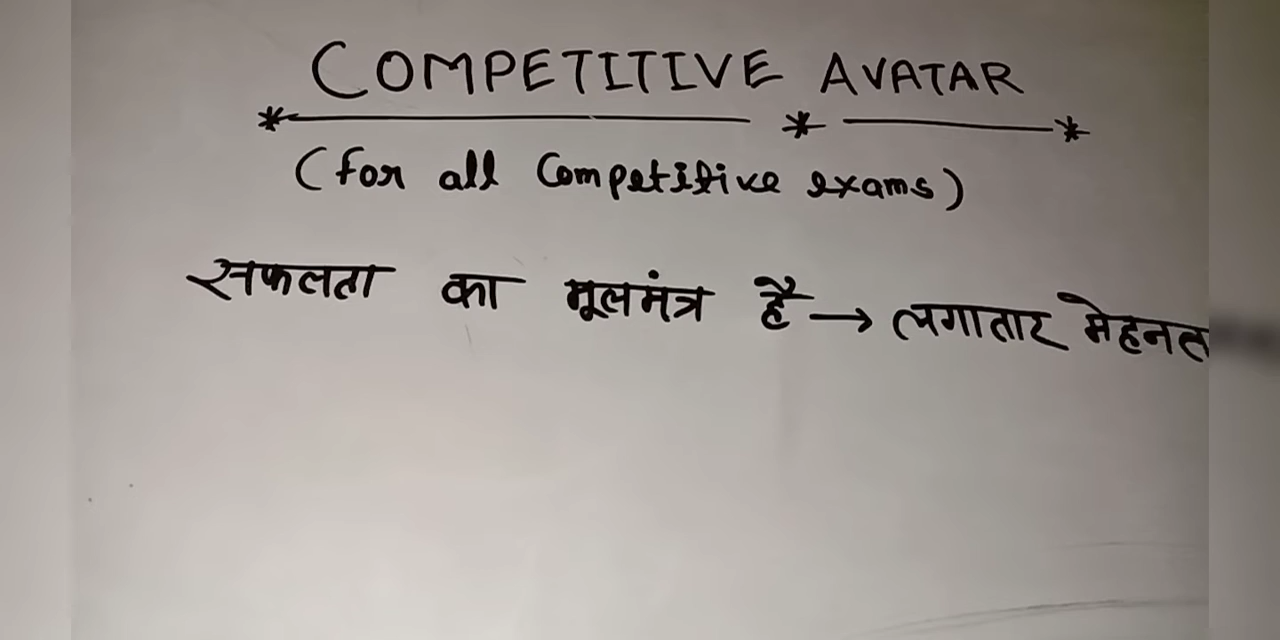 COMPETITIVE AVATAR
(for all Competitive exams)
सफलता का मूलमंत्र है → लगातार मेहनत